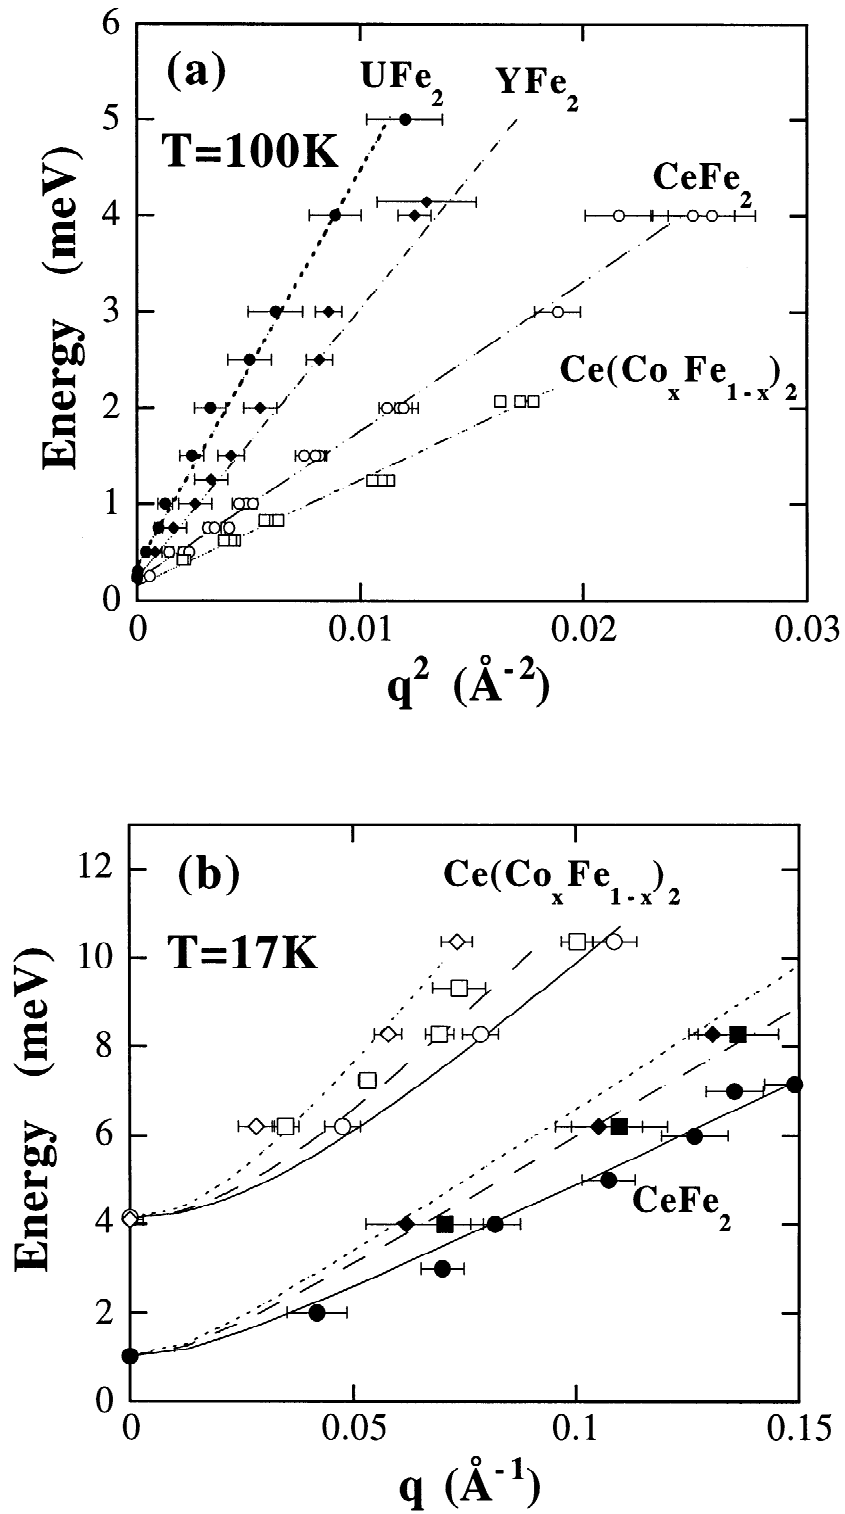 6
(a)
UFe2
YFe2
5
T=100K
CeFe2
4
3
Ce(CoxFe1-x)2
2
1
0
0
0.01
0.02
0.03
Energy (meV)
q2 (Å-2)
12
(b)
Ce(CoxFe1-x)2
T=17K
10
8
6
CeFe2
4
2
0
0
0.05
0.1
0.15
Energy (meV)
q (Å-1)